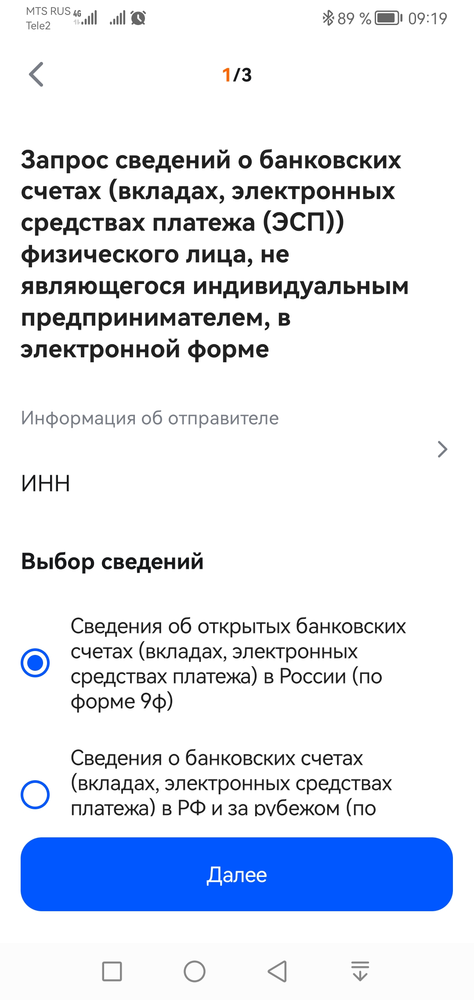 MTS RUS 4G
Tele2
89 % 09:19
1/3
Запрос сведений о банковских
счетах (вкладах, электронных
средствах платежа (ЭСП))
физического лица, не
являющегося индивидуальным
предпринимателем, в
электронной форме
Информация об отправителе
ИНН
Выбор сведений
Сведения об открытых банковских
счетах (вкладах, электронных
средствах платежа) в России (по
форме 9ф)
Сведения о банковских счетах
(вкладах, электронных средствах
платежа) в РФ и за рубежом (по
Далее